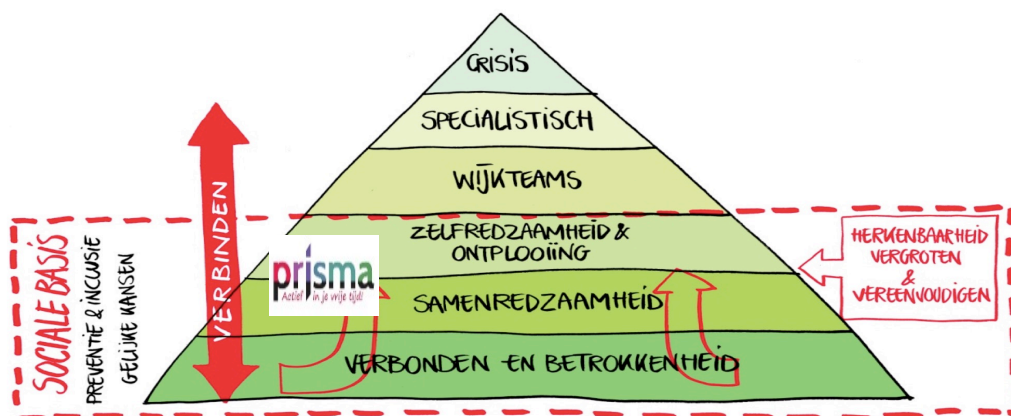 CRISIS
SPECIALISTISCH
WIJKTEAMS
ZELFREDZAAMHEID &
ONTPLOOIING
SAMENREDZAAMHEID
VERBONDEN EN BETROKKENHEID
VERBINDEN
SOCIALE BASIS
PREVENTIE & INCLUSIE
GELIJKE KANSEN
prisma
Actief in je vrije tijd!
HERKENBAARHEID
VERGROTEN
&
VEREENVOUDIGEN